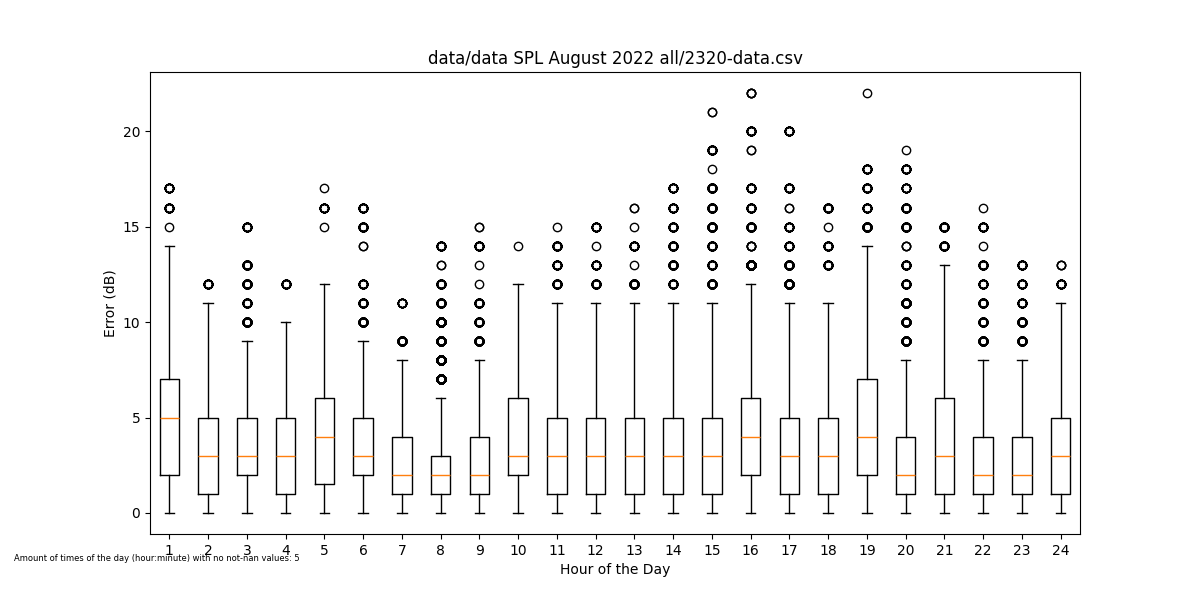 data/data SPL August 2022 all/2320-data.csv
20
15
10
5
0
Error (dB)
1 2 3 4 5 6 7 8 9 10 11 12 13 14 15 16 17 18 19 20 21 22 23 24
Amount of times of the day (hour:minute) with no not-nan values: 5
Hour of the Day